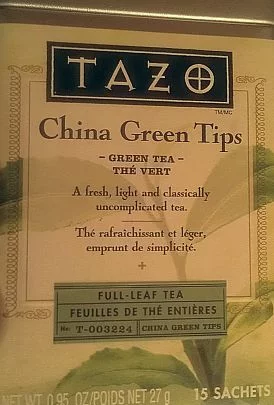 TAZO
TM/MC
China Green Tips
– GREEN TEA –
THÉ VERT
A fresh, light and classically
uncomplicated tea.
Thé rafraîchissant et léger,
emprunt de simplicité.
+
FULL-LEAF TEA
FEUILLES DE THÉ ENTIÈRES
No: T-003224 CHINA GREEN TIPS
NET WT 0.95 OZ/POIDS NET 27 g 15 SACHETS